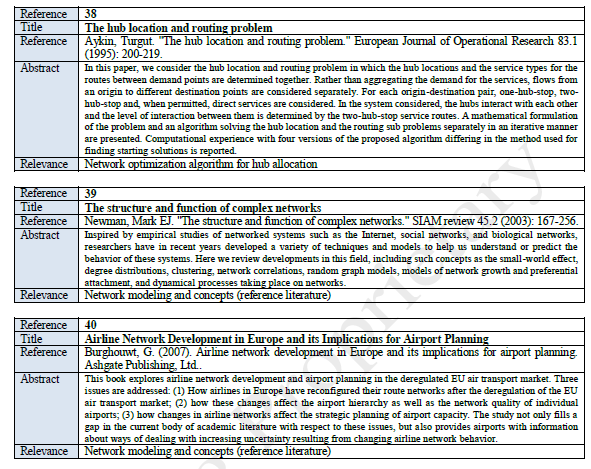 Reference 38
Title The hub location and routing problem
Reference Aykin, Turgut. "The hub location and routing problem." European Journal of Operational Research 83.1
(1995): 200-219.
Abstract In this paper, we consider the hub location and routing problem in which the hub locations and the service types for the
routes between demand points are determined together. Rather than aggregating the demand for the services, flows from
an origin to different destination points are considered separately. For each origin-destination pair, one-hub-stop, two-
hub-stop and, when permitted, direct services are considered. In the system considered, the hubs interact with each other
and the level of interaction between them is determined by the two-hub-stop service routes. A mathematical formulation
of the problem and an algorithm solving the hub location and the routing sub problems separately in an iterative manner
are presented. Computational experience with four versions of the proposed algorithm differing in the method used for
finding starting solutions is reported.
Relevance Network optimization algorithm for hub allocation
Reference 39
Title The structure and function of complex networks
Reference Newman, Mark EJ. "The structure and function of complex networks." SIAM review 45.2 (2003): 167-256.
Abstract Inspired by empirical studies of networked systems such as the Internet, social networks, and biological networks,
researchers have in recent years developed a variety of techniques and models to help us understand or predict the
behavior of these systems. Here we review developments in this field, including such concepts as the small-world effect,
degree distributions, clustering, network correlations, random graph models, models of network growth and preferential
attachment, and dynamical processes taking place on networks.
Relevance Network modeling and concepts (reference literature)
Reference 40
Title Airline Network Development in Europe and its Implications for Airport Planning
Reference Burghouwt, G. (2007). Airline network development in Europe and its implications for airport planning.
Ashgate Publishing, Ltd..
Abstract This book explores airline network development and airport planning in the deregulated EU air transport market. Three
issues are addressed: (1) How airlines in Europe have reconfigured their route networks after the deregulation of the EU
air transport market; (2) how these changes affect the airport hierarchy as well as the network quality of individual
airports; (3) how changes in airline networks affect the strategic planning of airport capacity. The study not only fills a
gap in the current body of academic literature with respect to these issues, but also provides airports with information
about ways of dealing with increasing uncertainty resulting from changing airline network behavior.
Relevance Network modeling and concepts (reference literature)